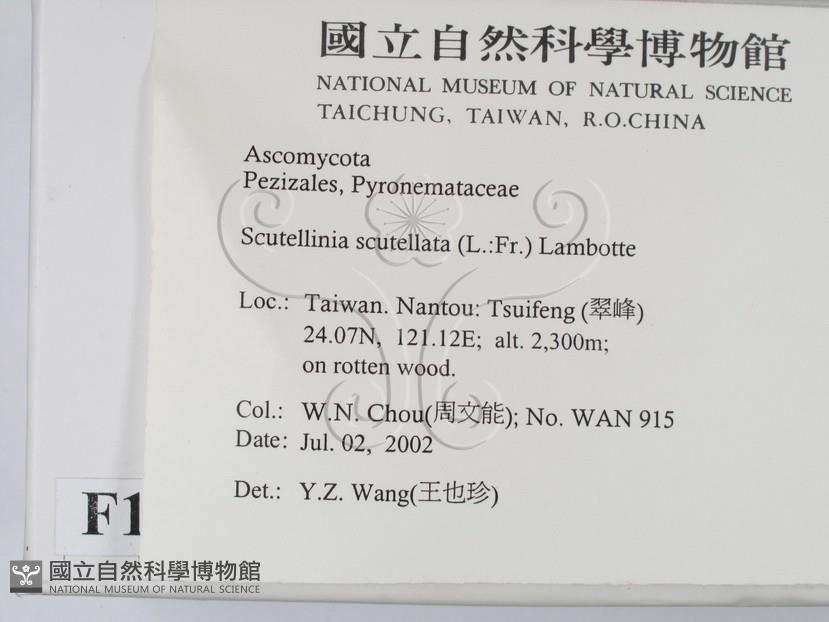 國立自然科學博物館
NATIONAL MUSEUM OF NATURAL SCIENCE
TAICHUNG, TAIWAN, R.O.CHINA
Ascomycota
Pezizales, Pyronemataceae
Scutellinia scutellata (L.:Fr.) Lambotte
Loc.: Taiwan. Nantou: Tsuifeng (翠峰)
24.07N, 121.12E; alt. 2,300m;
on rotten wood.
Col.: W.N. Chou(周文能); No. WAN 915
Date: Jul. 02, 2002
Det.: Y.Z. Wang(王也珍)
F1
國立自然科學博物館
NATIONAL MUSEUM OF NATURAL SCIENCE